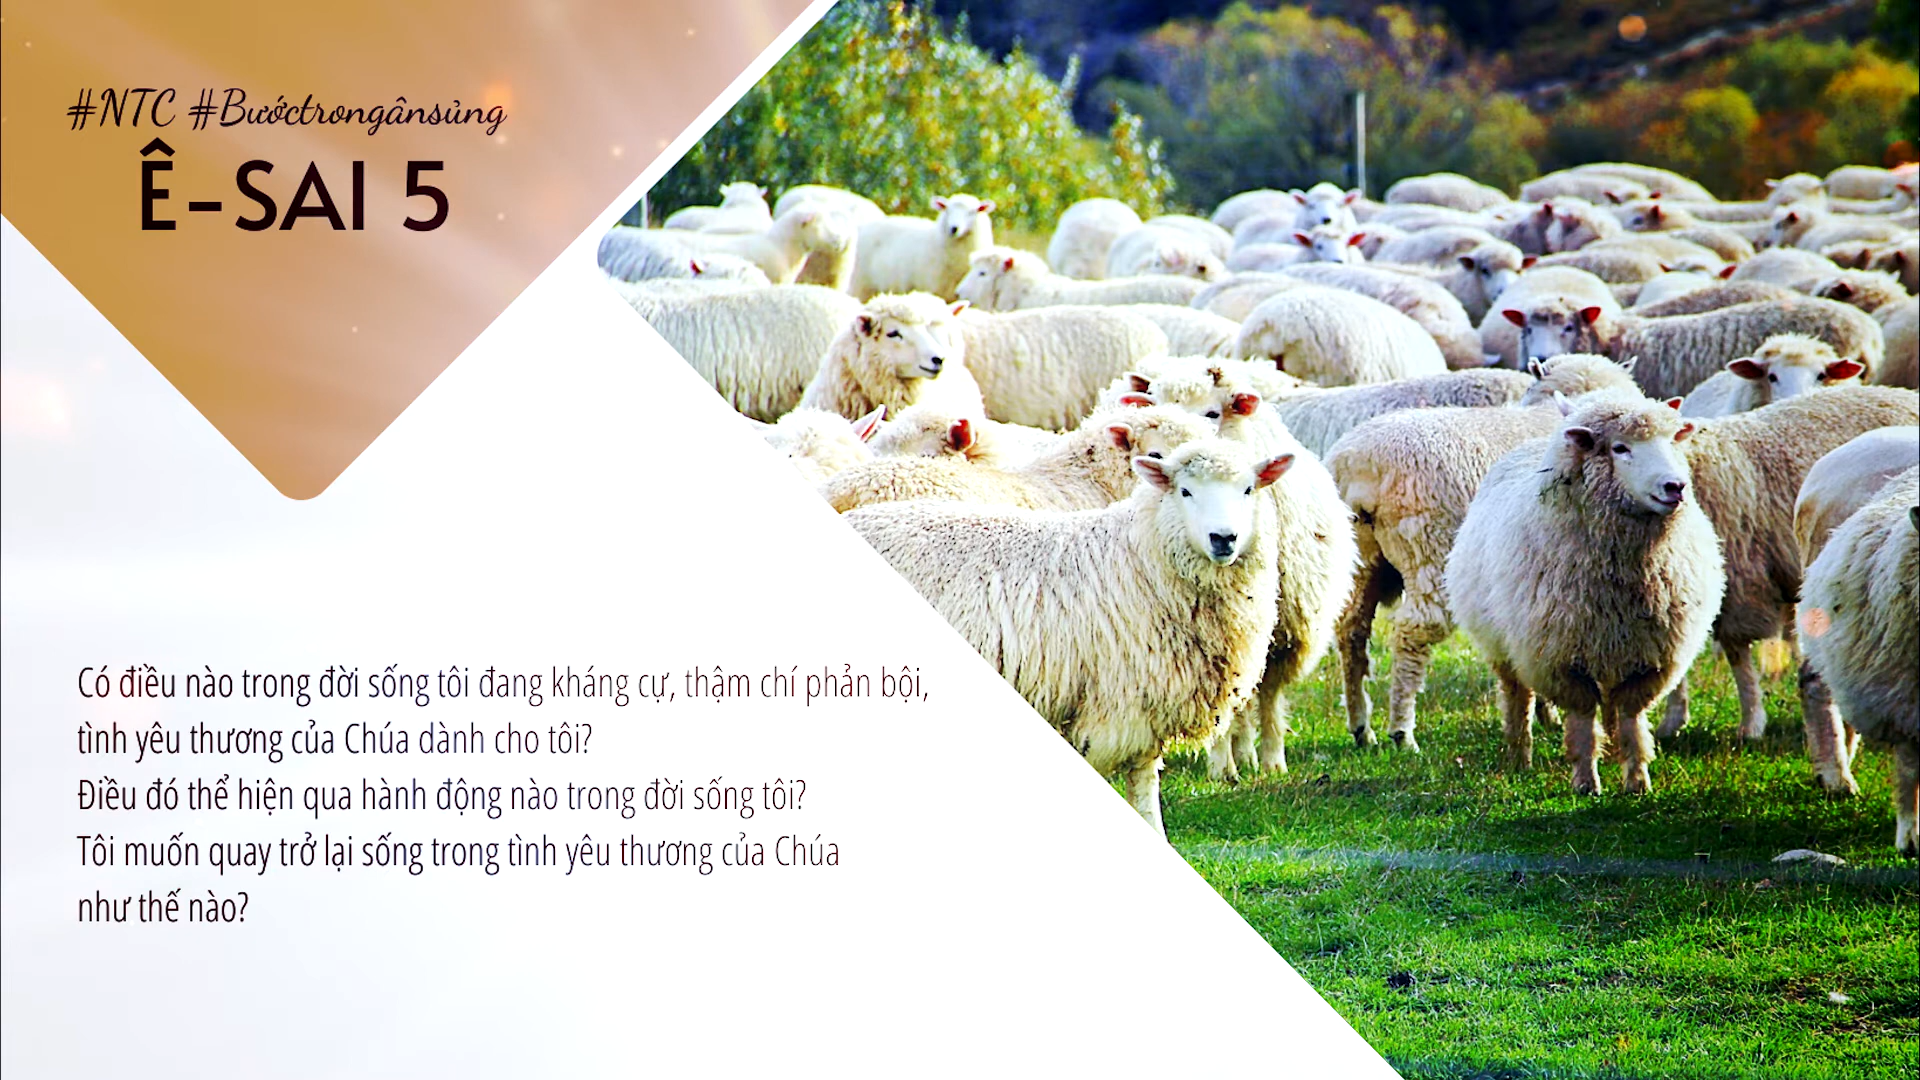 #NTC #Bướctrongânsủng
Ê-SAI 5
Có điều nào trong đời sống tôi đang kháng cự, thậm chí phản bội,
tình yêu thương của Chúa dành cho tôi?
Điều đó thể hiện qua hành động nào trong đời sống tôi?
Tôi muốn quay trở lại sống trong tình yêu thương của Chúa
như thế nào?